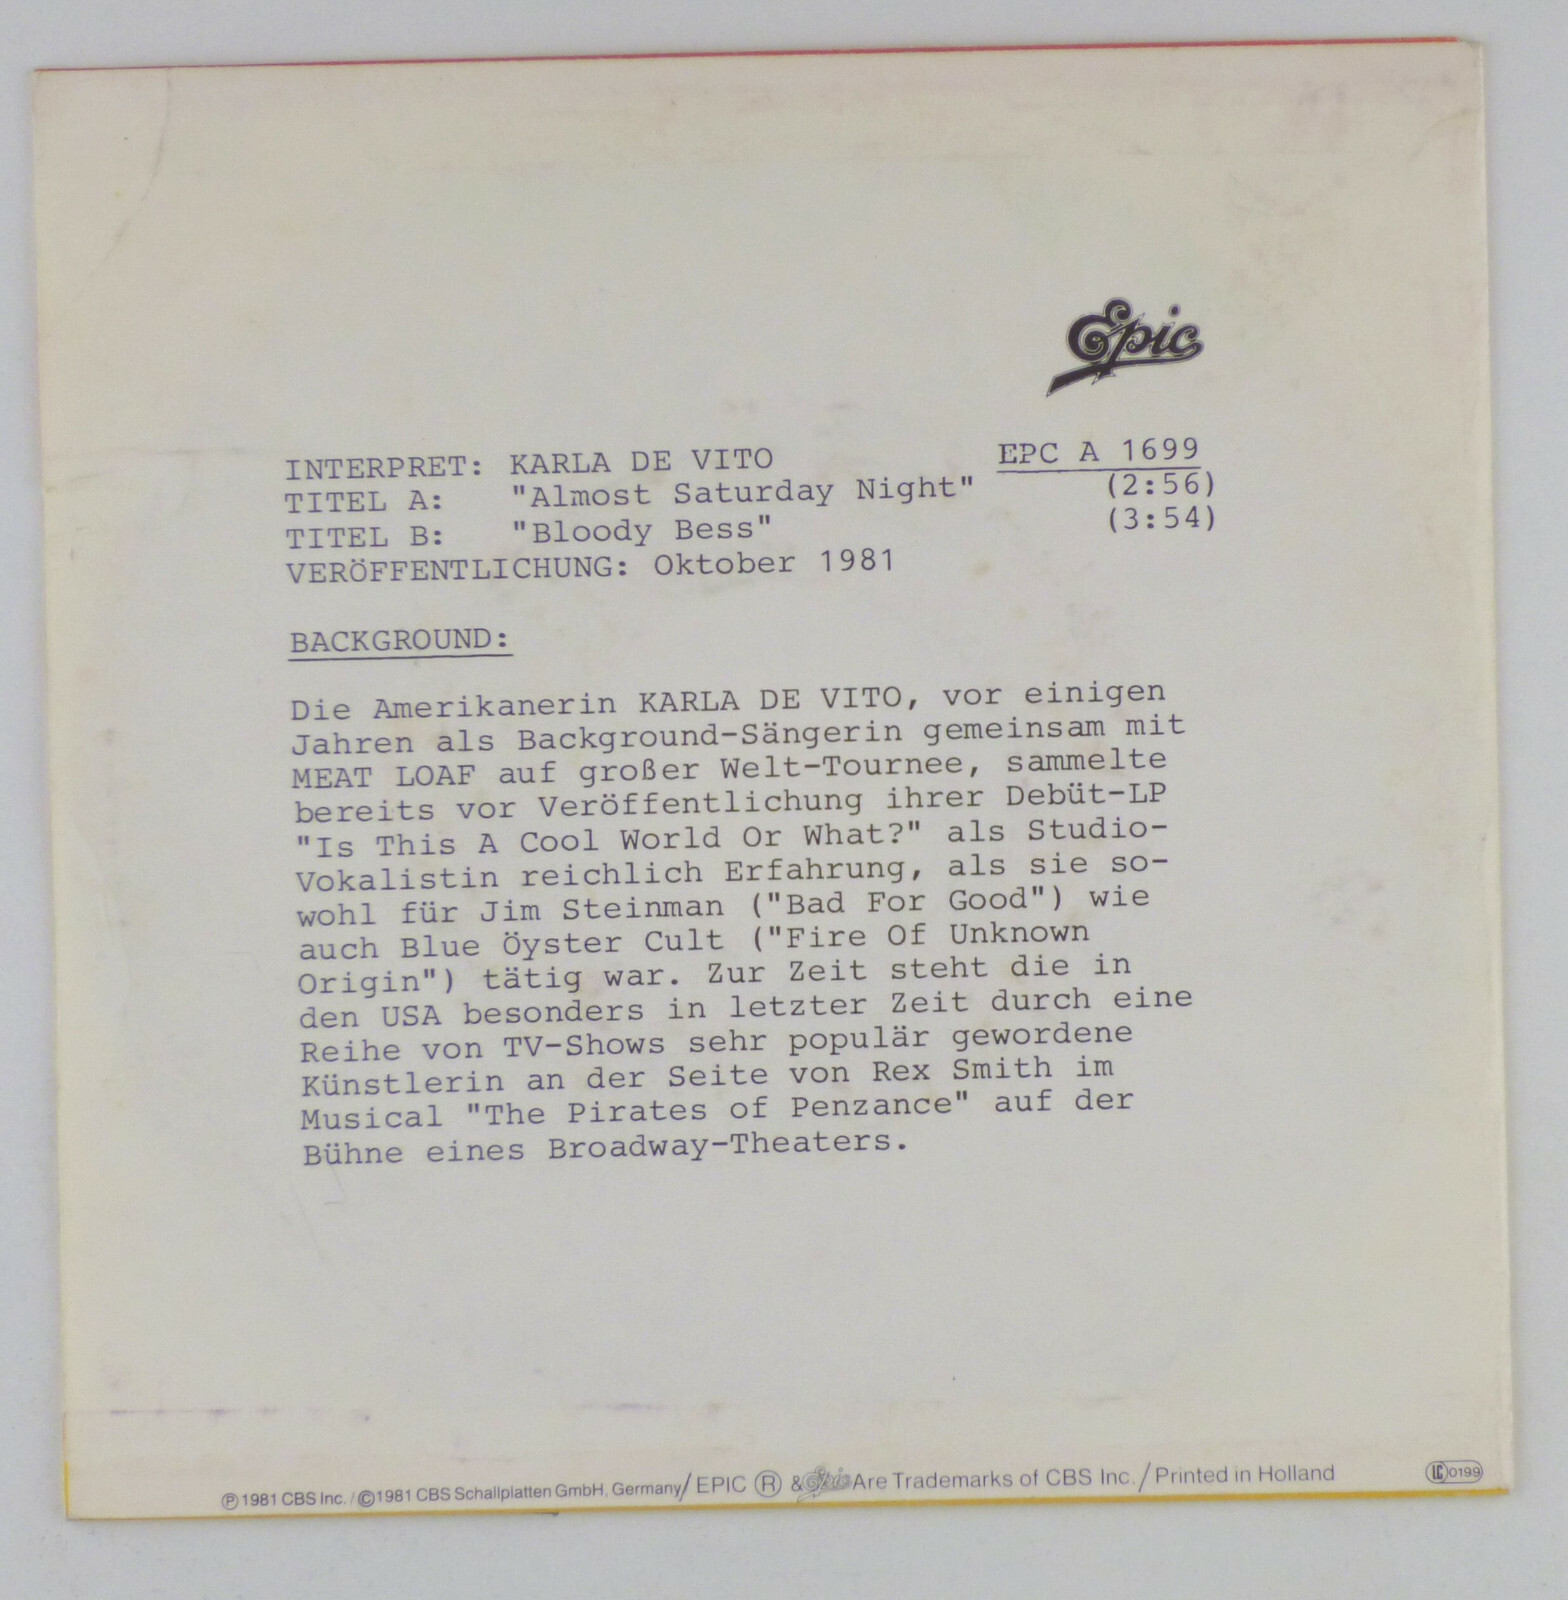 Epic
INTERPRET: KARLA DE VITO EPC A 1699
TITEL A: "Almost Saturday Night" (2:56)
TITEL B: "Bloody Bess" (3:54)
VERÖFFENTLICHUNG: Oktober 1981
BACKGROUND:
Die Amerikanerin KARLA DE VITO, vor einigen
Jahren als Background-Sängerin gemeinsam mit
MEAT LOAF auf großer Welt-Tournee, sammelte
bereits vor Veröffentlichung ihrer Debüt-LP
"Is This A Cool World Or What?" als Studio-
Vokalistin reichlich Erfahrung, als sie so-
wohl für Jim Steinman ("Bad For Good") wie
auch Blue Öyster Cult ("Fire Of Unknown
Origin") tätig war. Zur Zeit steht die in
den USA besonders in letzter Zeit durch eine
Reihe von TV-Shows sehr populär gewordene
Künstlerin an der Seite von Rex Smith im
Musical "The Pirates of Penzance" auf der
Bühne eines Broadway-Theaters.
℗ 1981 CBS Inc. / © 1981 CBS Schallplatten GmbH, Germany / EPIC ® & Epic Are Trademarks of CBS Inc. / Printed in Holland LC 0199